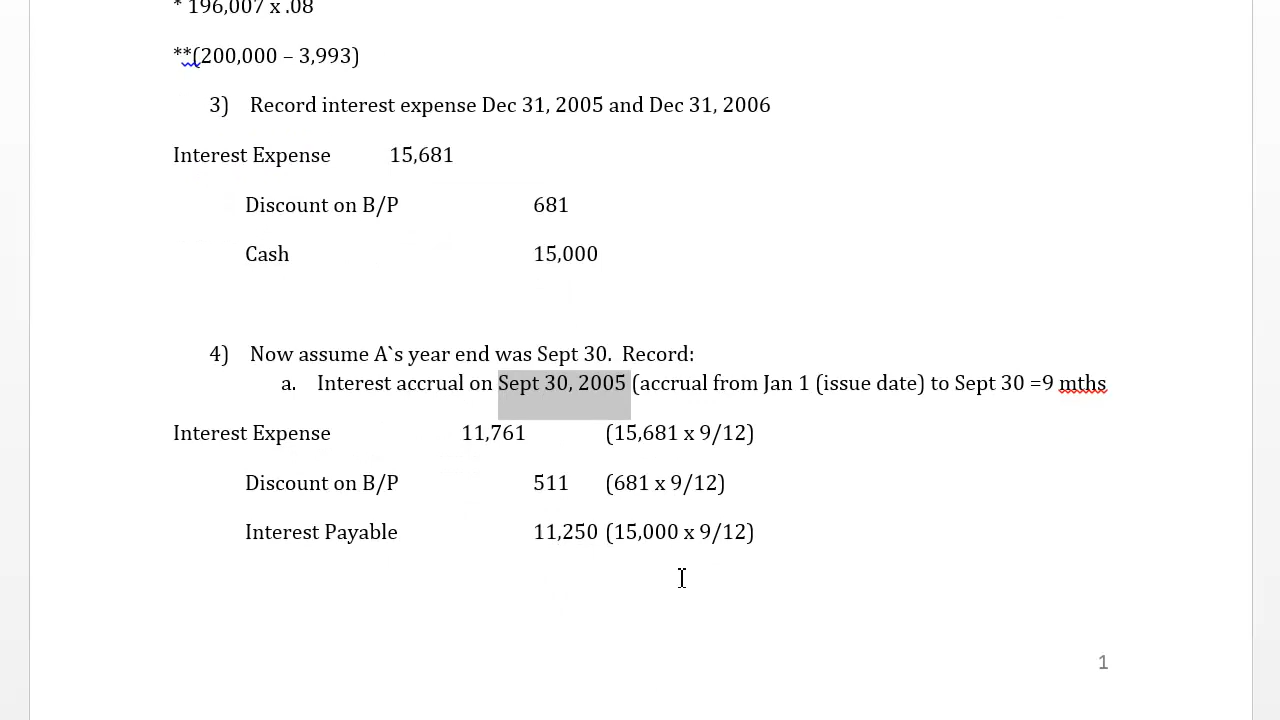 * 196,007 x .08
**(200,000 – 3,993)
3) Record interest expense Dec 31, 2005 and Dec 31, 2006
Interest Expense 15,681
Discount on B/P 681
Cash 15,000
4) Now assume A`s year end was Sept 30. Record:
a. Interest accrual on Sept 30, 2005 (accrual from Jan 1 (issue date) to Sept 30 =9 mths
Interest Expense 11,761 (15,681 x 9/12)
Discount on B/P 511 (681 x 9/12)
Interest Payable 11,250 (15,000 x 9/12)
1